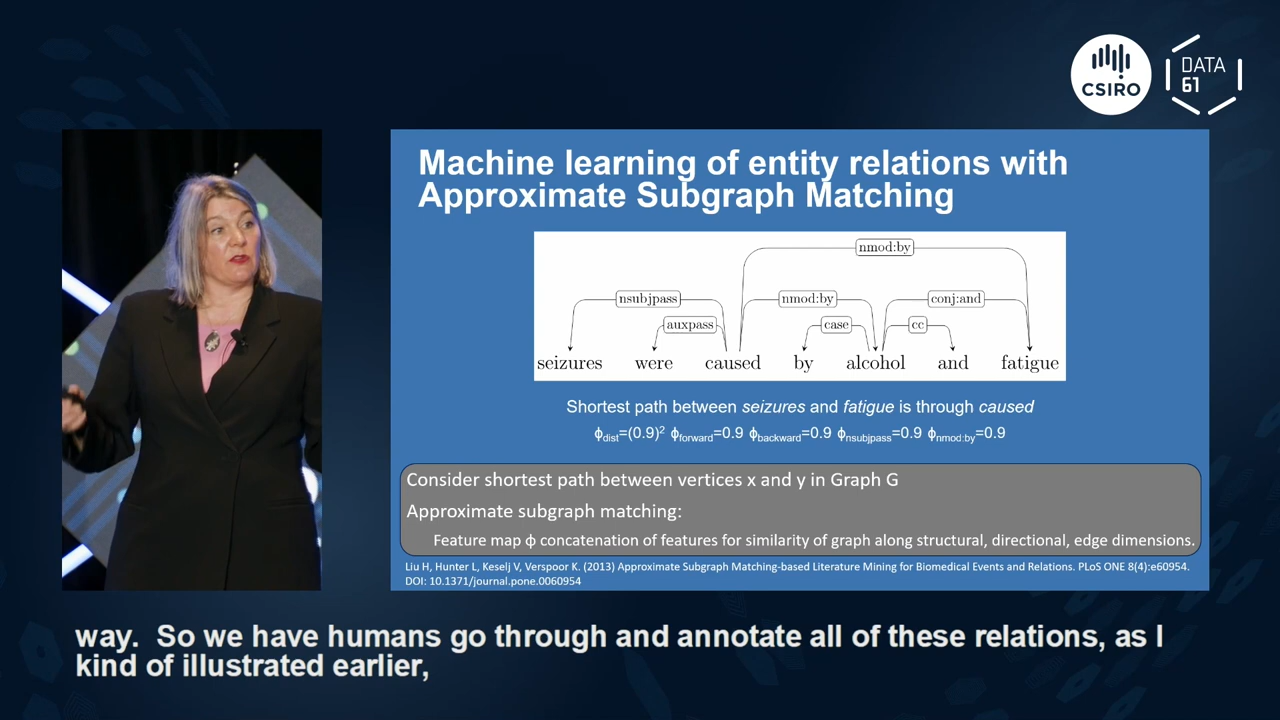 CSIRO
DATA
61
Machine learning of entity relations with
Approximate Subgraph Matching
nmod:by
nsubjpass
nmod:by
conj:and
auxpass
case
cc
seizures were caused by alcohol and fatigue
Shortest path between seizures and fatigue is through caused
ϕdist=(0.9)² ϕforward=0.9 ϕbackward=0.9 ϕnsubjpass=0.9 ϕnmod:by=0.9
Consider shortest path between vertices x and y in Graph G
Approximate subgraph matching:
Feature map ϕ concatenation of features for similarity of graph along structural, directional, edge dimensions.
Liu H, Hunter L, Keselj V, Verspoor K. (2013) Approximate Subgraph Matching-based Literature Mining for Biomedical Events and Relations. PLoS ONE 8(4):e60954.
DOI: 10.1371/journal.pone.0060954
way.  So we have humans go through and annotate all of these relations, as I
kind of illustrated earlier,